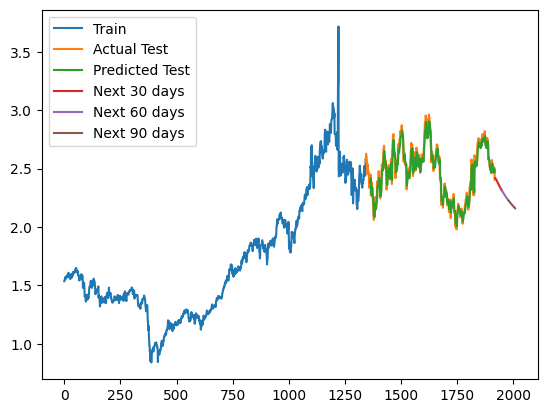 Train
Actual Test
Predicted Test
Next 30 days
Next 60 days
Next 90 days
3.5
3.0
2.5
2.0
1.5
1.0
0 250 500 750 1000 1250 1500 1750 2000